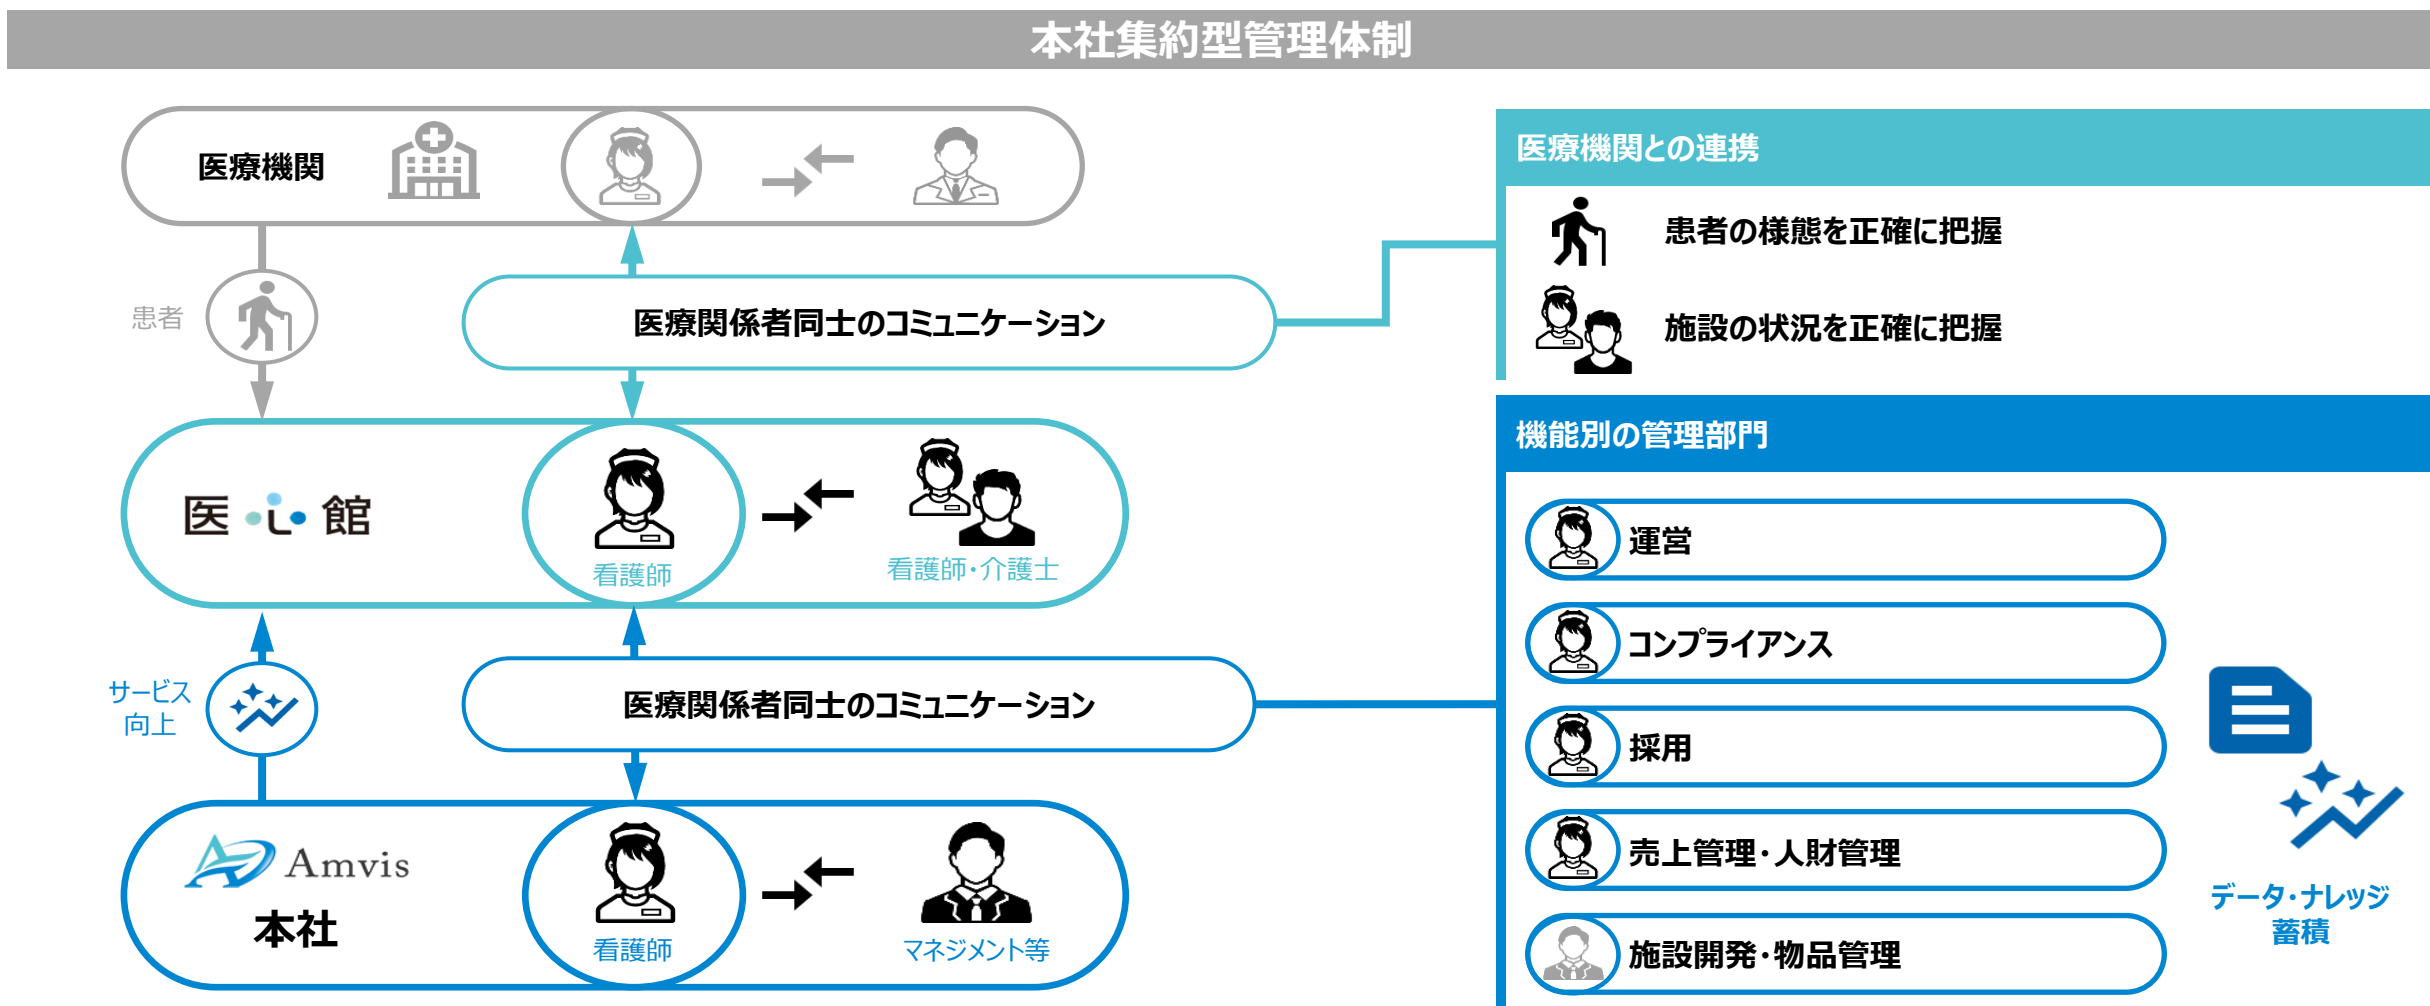 本社集約型管理体制
医療機関
患者
医療関係者同士のコミュニケーション
医心館
看護師
看護師・介護士
サービス
向上
医療関係者同士のコミュニケーション
Amvis
本社
看護師
マネジメント等
医療機関との連携
患者の様態を正確に把握
施設の状況を正確に把握
機能別の管理部門
運営
コンプライアンス
採用
売上管理・人財管理
施設開発・物品管理
データ・ナレッジ
蓄積